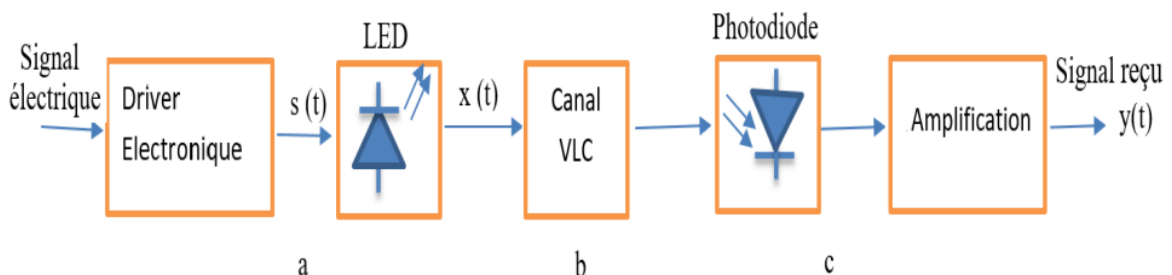 Signal
électrique
Driver
Electronique
s (t)
LED
x (t)
Canal
VLC
Photodiode
Amplification
Signal reçu
y(t)
a
b
c